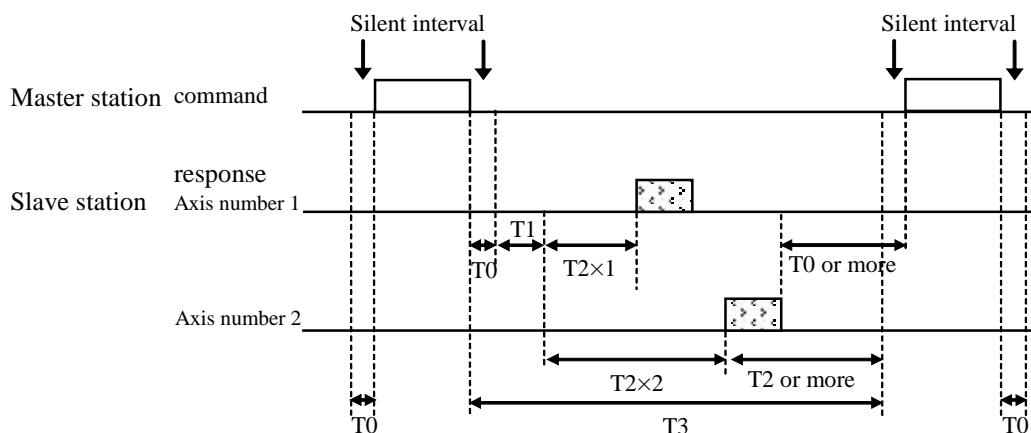 Silent interval
Silent interval
Master station command
response
Slave station Axis number 1
T1
T0
T2×1
T0 or more
Axis number 2
T2×2
T2 or more
T0
T3
T0